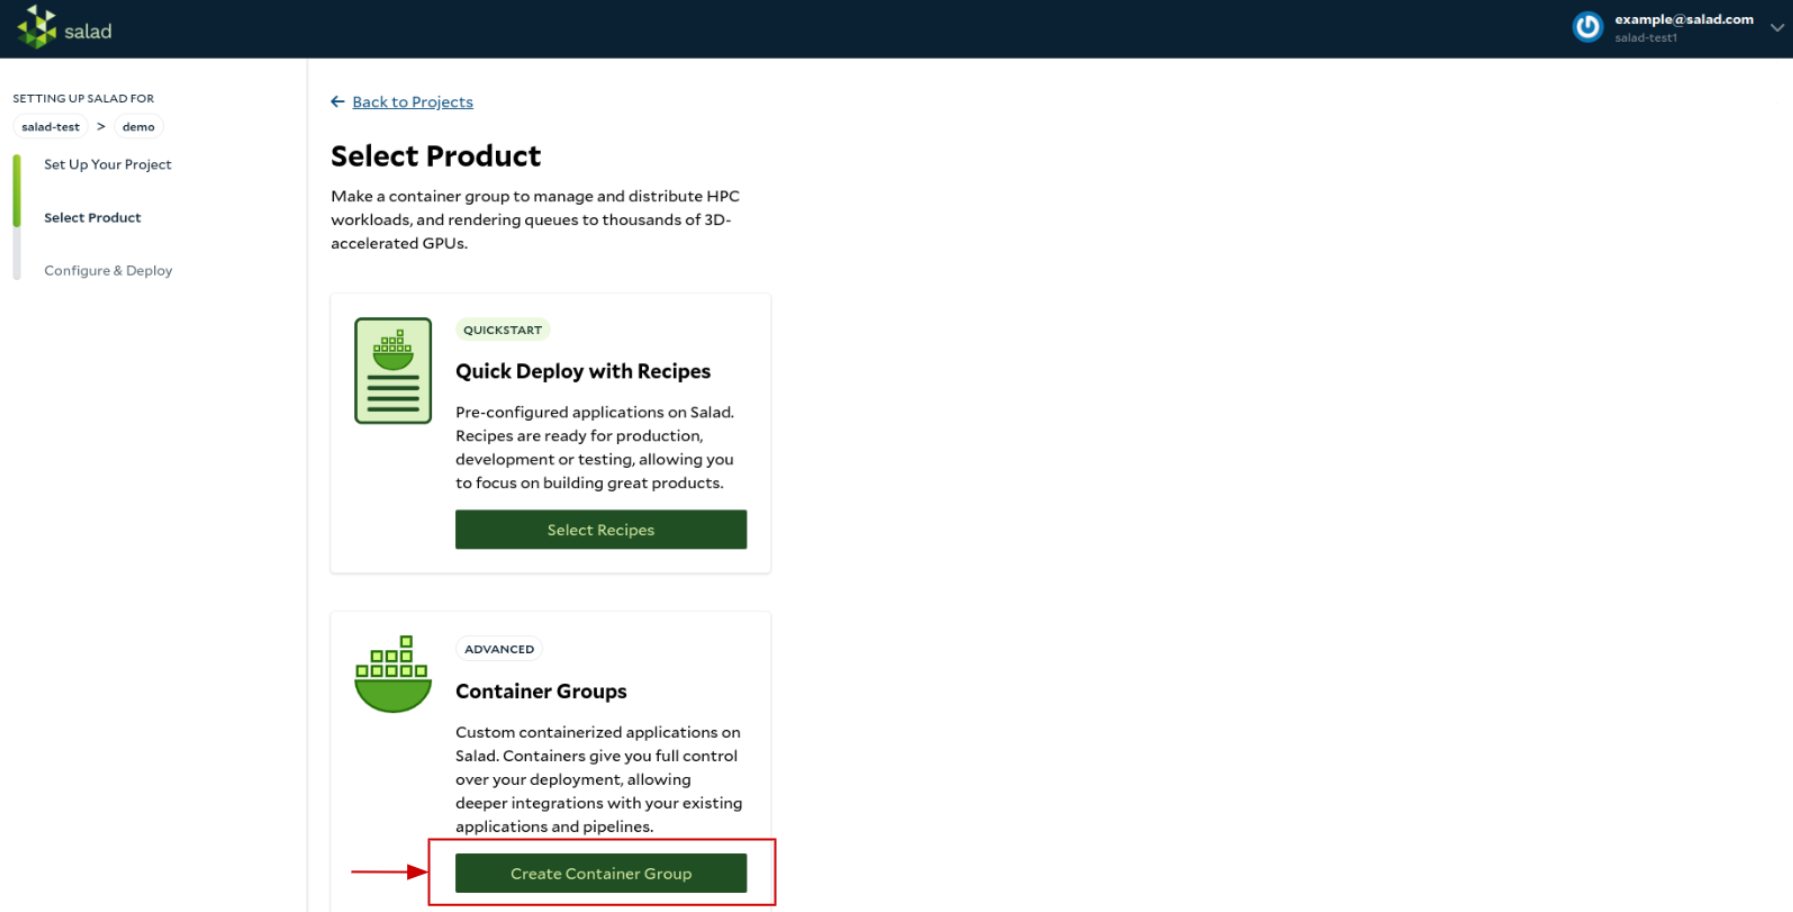 salad
example@salad.com
salad-test1
SETTING UP SALAD FOR
salad-test > demo
Set Up Your Project
Select Product
Configure & Deploy
Back to Projects
Select Product
Make a container group to manage and distribute HPC
workloads, and rendering queues to thousands of 3D-
accelerated GPUs.
QUICKSTART
Quick Deploy with Recipes
Pre-configured applications on Salad.
Recipes are ready for production,
development or testing, allowing you
to focus on building great products.
Select Recipes
ADVANCED
Container Groups
Custom containerized applications on
Salad. Containers give you full control
over your deployment, allowing
deeper integrations with your existing
applications and pipelines.
Create Container Group